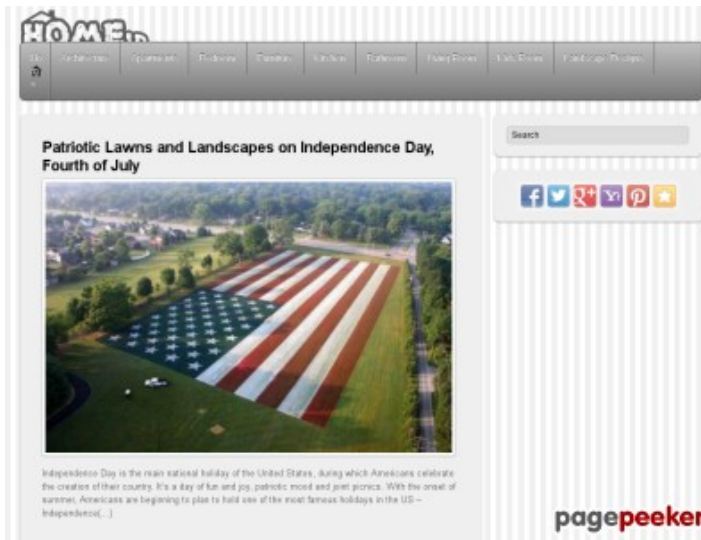 HOME
Architecture Apartments Bedroom Furniture Kitchen Bathroom Living Room Kid's Room Landscape Designs
Search
Patriotic Lawns and Landscapes on Independence Day,
Fourth of July
Independence Day is the main national holiday of the United States, during which Americans celebrate
the creation of their country. It's a day of fun and joy, patriotic mood and joint picnics. With the onset of
summer, Americans are beginning to plan to hold one of the most famous holidays in the US –
Independence(...)
pagepeeker